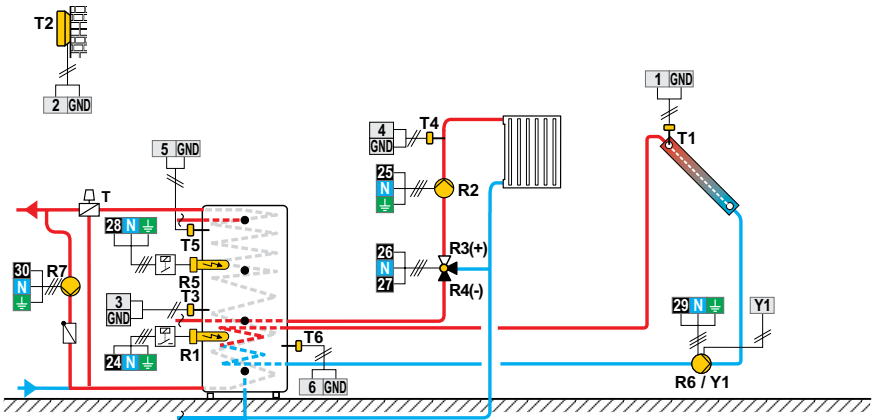 T2
2 GND
1 GND
T1
4
GND
T4
5 GND
25
N
R2
T
28 N
T5
R5
26
N
27
R3(+)
R4(-)
30
N
R7
3
GND
T3
R1
24 N
T6
6 GND
29 N
Y1
R6 / Y1